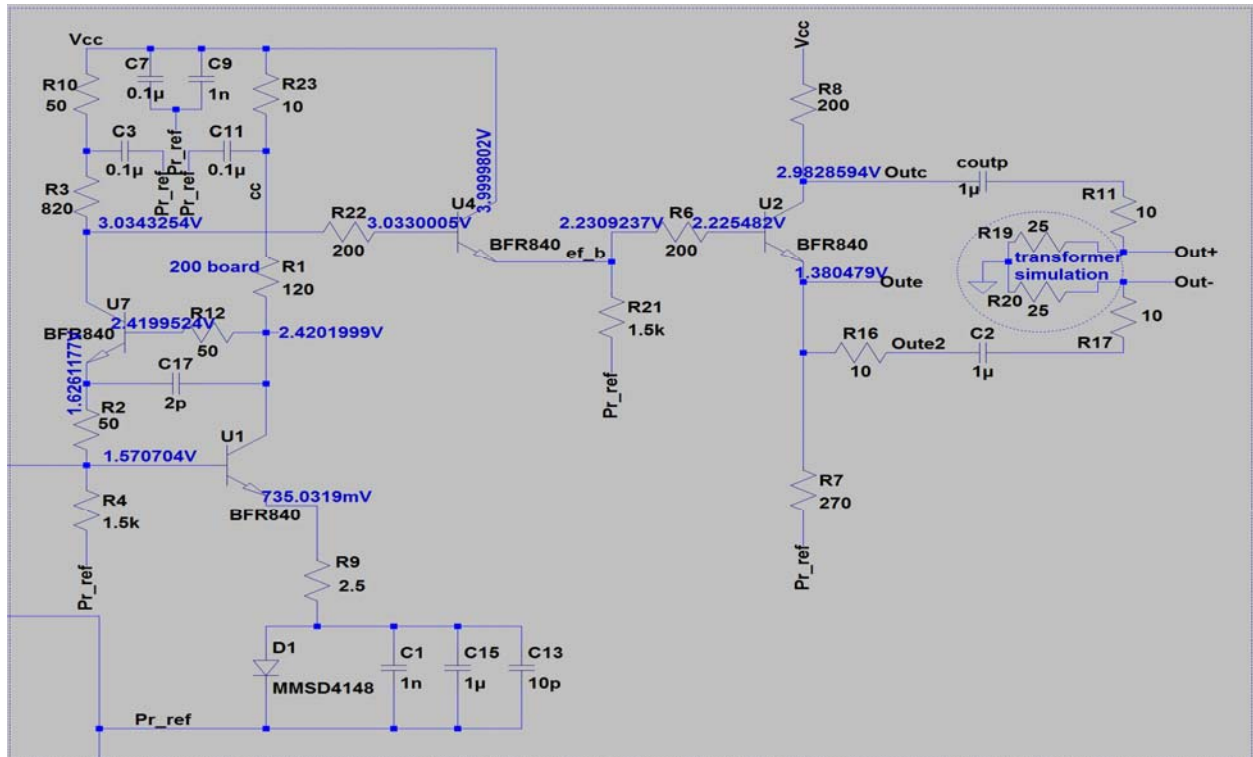 Vcc
R10
50
C7
0.1µ
C9
1n
R23
10
C3
0.1µ
Pr_ref
Pr_ref
Pr_ref
C11
0.1µ
cc
R3
820
3.0343254V
R22
200
3.0330005V
U4
3.9999802V
BFR840
ef_b
200 board
R1
120
U7
BFR840
2.4199524V
R12
50
2.4201999V
1.6261177V
C17
2p
R2
50
1.570704V
U1
BFR840
735.0319mV
R4
1.5k
Pr_ref
R9
2.5
D1
MMSD4148
C1
1n
C15
1µ
C13
10p
Pr_ref
2.2309237V
R6
200
2.225482V
R21
1.5k
Pr_ref
Vcc
R8
200
2.9828594V
Outc
coutp
1µ
U2
BFR840
1.380479V
Oute
R11
10
R19
25
transformer
simulation
R20
25
Out+
Out-
10
R17
R16
10
Oute2
C2
1µ
R7
270
Pr_ref